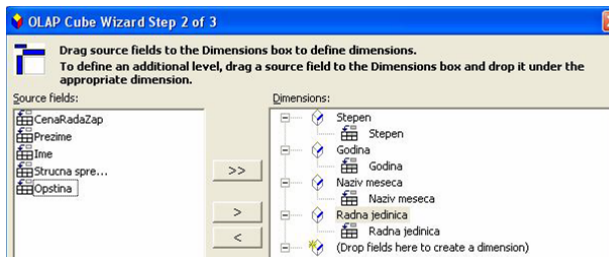 OLAP Cube Wizard Step 2 of 3
Drag source fields to the Dimensions box to define dimensions.
To define an additional level, drag a source field to the Dimensions box and drop it under the
appropriate dimension.
Source fields:
CenaRadaZap
Prezime
Ime
Strucna spre...
Opstina
>>
>
<
Dimensions:
Stepen
Stepen
Godina
Godina
Naziv meseca
Naziv meseca
Radna jedinica
Radna jedinica
(Drop fields here to create a dimension)